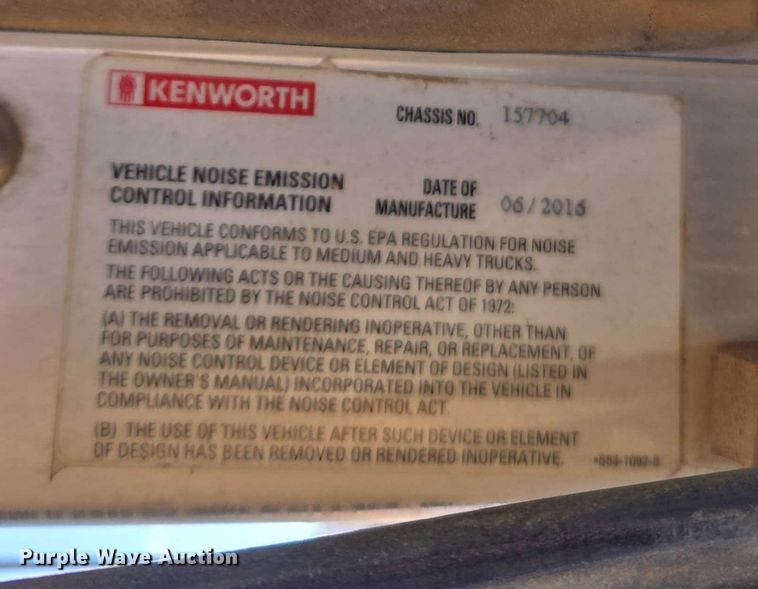 KENWORTH
CHASSIS NO. 157704
VEHICLE NOISE EMISSION
CONTROL INFORMATION
DATE OF
MANUFACTURE 06/2016
THIS VEHICLE CONFORMS TO U.S. EPA REGULATION FOR NOISE
EMISSION APPLICABLE TO MEDIUM AND HEAVY TRUCKS.
THE FOLLOWING ACTS OR THE CAUSING THEREOF BY ANY PERSON
ARE PROHIBITED BY THE NOISE CONTROL ACT OF 1972:
(A) THE REMOVAL OR RENDERING INOPERATIVE, OTHER THAN
FOR PURPOSES OF MAINTENANCE, REPAIR, OR REPLACEMENT, OF
ANY NOISE CONTROL DEVICE OR ELEMENT OF DESIGN (LISTED IN
THE OWNER'S MANUAL) INCORPORATED INTO THE VEHICLE IN
COMPLIANCE WITH THE NOISE CONTROL ACT.
(B) THE USE OF THIS VEHICLE AFTER SUCH DEVICE OR ELEMENT
OF DESIGN HAS BEEN REMOVED OR RENDERED INOPERATIVE.
Purple Wave Auction